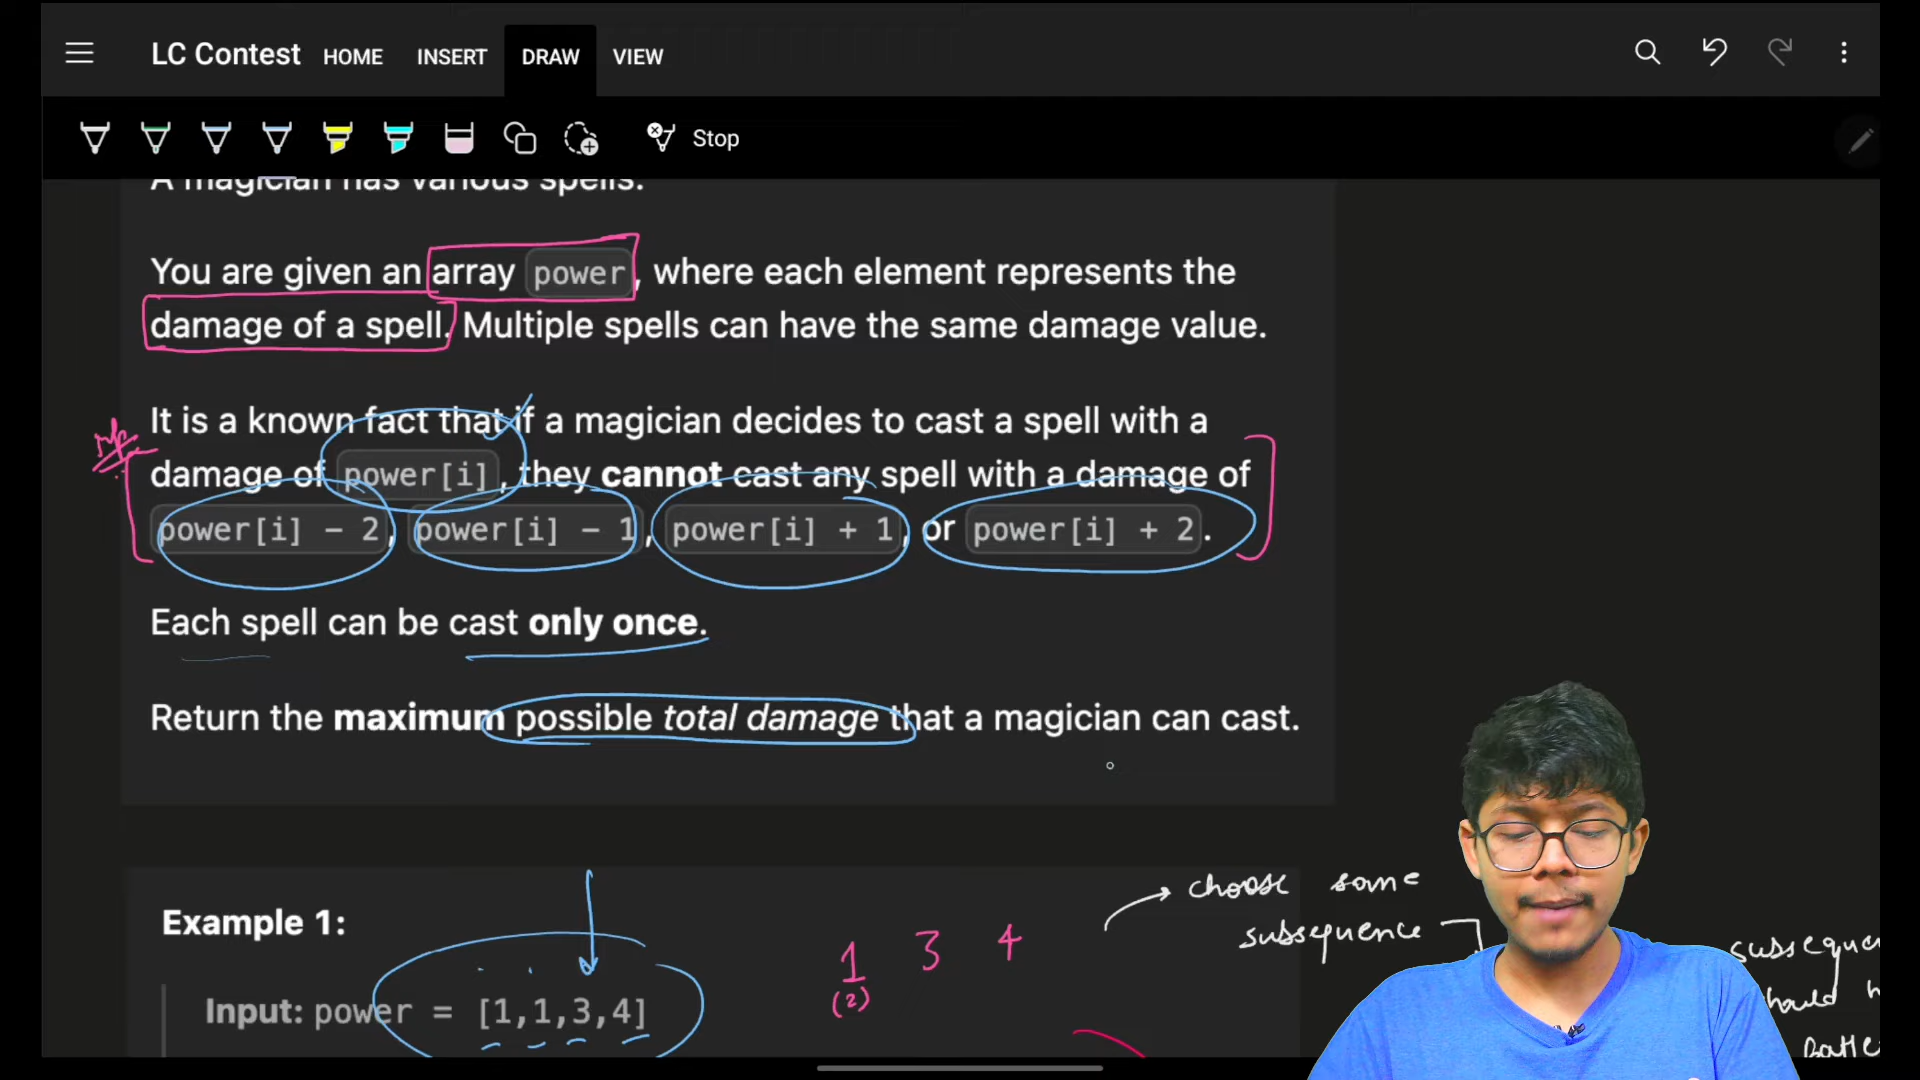 LC Contest HOME INSERT DRAW VIEW
Stop
A magician has various spells.
You are given an array power, where each element represents the
damage of a spell. Multiple spells can have the same damage value.
It is a known fact that if a magician decides to cast a spell with a
damage of power[i], they cannot cast any spell with a damage of
power[i] - 2, power[i] - 1, power[i] + 1, or power[i] + 2.
Each spell can be cast only once.
Return the maximum possible total damage that a magician can cast.
Example 1:
Input: power = [1,1,3,4]
1 3 4
(2)
choose some
subsequence